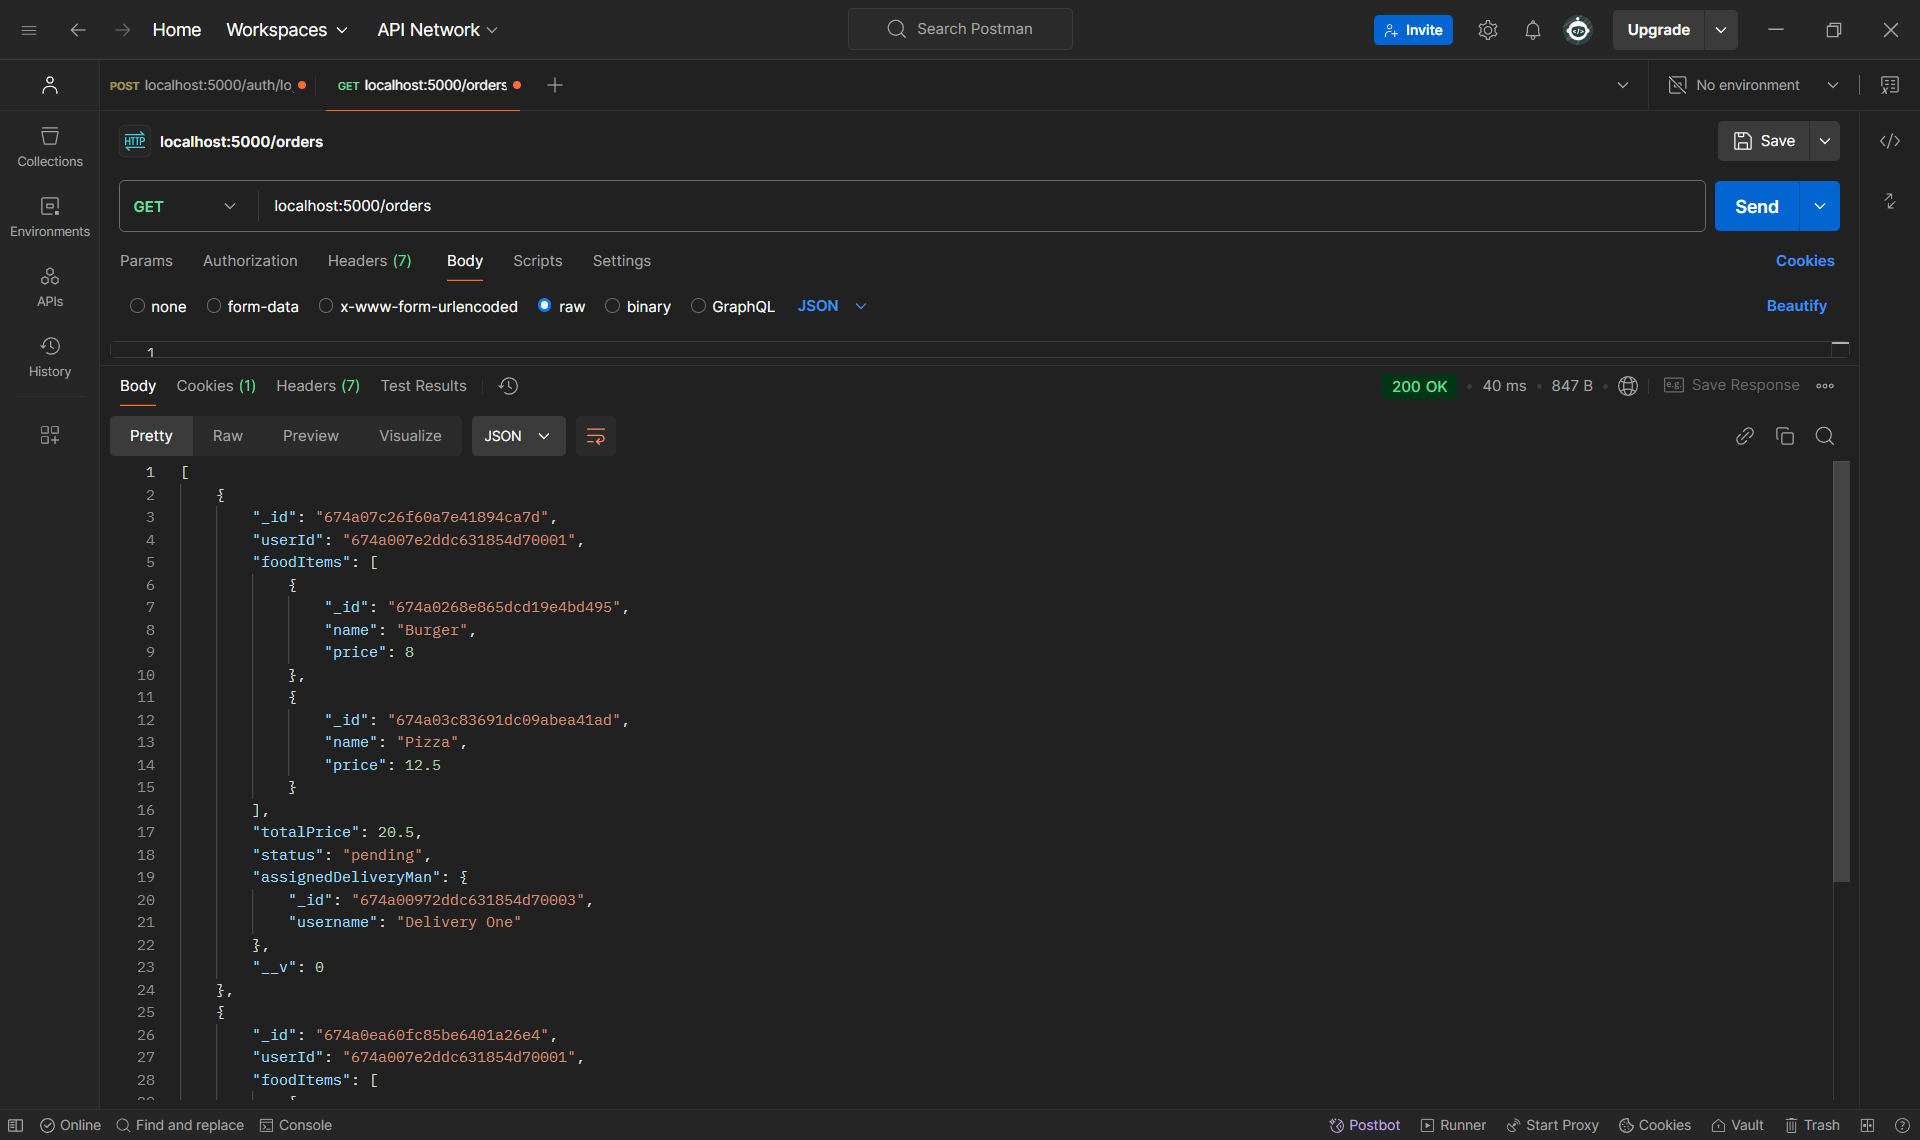 Home Workspaces API Network Search Postman Invite Upgrade
POST localhost:5000/auth/lo GET localhost:5000/orders No environment
HTTP localhost:5000/orders Save
Collections
GET localhost:5000/orders Send
Environments
Params Authorization Headers (7) Body Scripts Settings Cookies
APIs
none form-data x-www-form-urlencoded raw binary GraphQL JSON Beautify
History
1
Body Cookies (1) Headers (7) Test Results 200 OK 40 ms 847 B e.g. Save Response
Pretty Raw Preview Visualize JSON
1 [
2 {
3 "_id": "674a07c26f60a7e41894ca7d",
4 "userId": "674a007e2ddc631854d70001",
5 "foodItems": [
6 {
7 "_id": "674a0268e865dcd19e4bd495",
8 "name": "Burger",
9 "price": 8
10 },
11 {
12 "_id": "674a03c83691dc09abea41ad",
13 "name": "Pizza",
14 "price": 12.5
15 }
16 ],
17 "totalPrice": 20.5,
18 "status": "pending",
19 "assignedDeliveryMan": {
20 "_id": "674a00972ddc631854d70003",
21 "username": "Delivery One"
22 },
23 "__v": 0
24 },
25 {
26 "_id": "674a0ea60fc85be6401a26e4",
27 "userId": "674a007e2ddc631854d70001",
28 "foodItems": [
Online Find and replace Console Postbot Runner Start Proxy Cookies Vault Trash